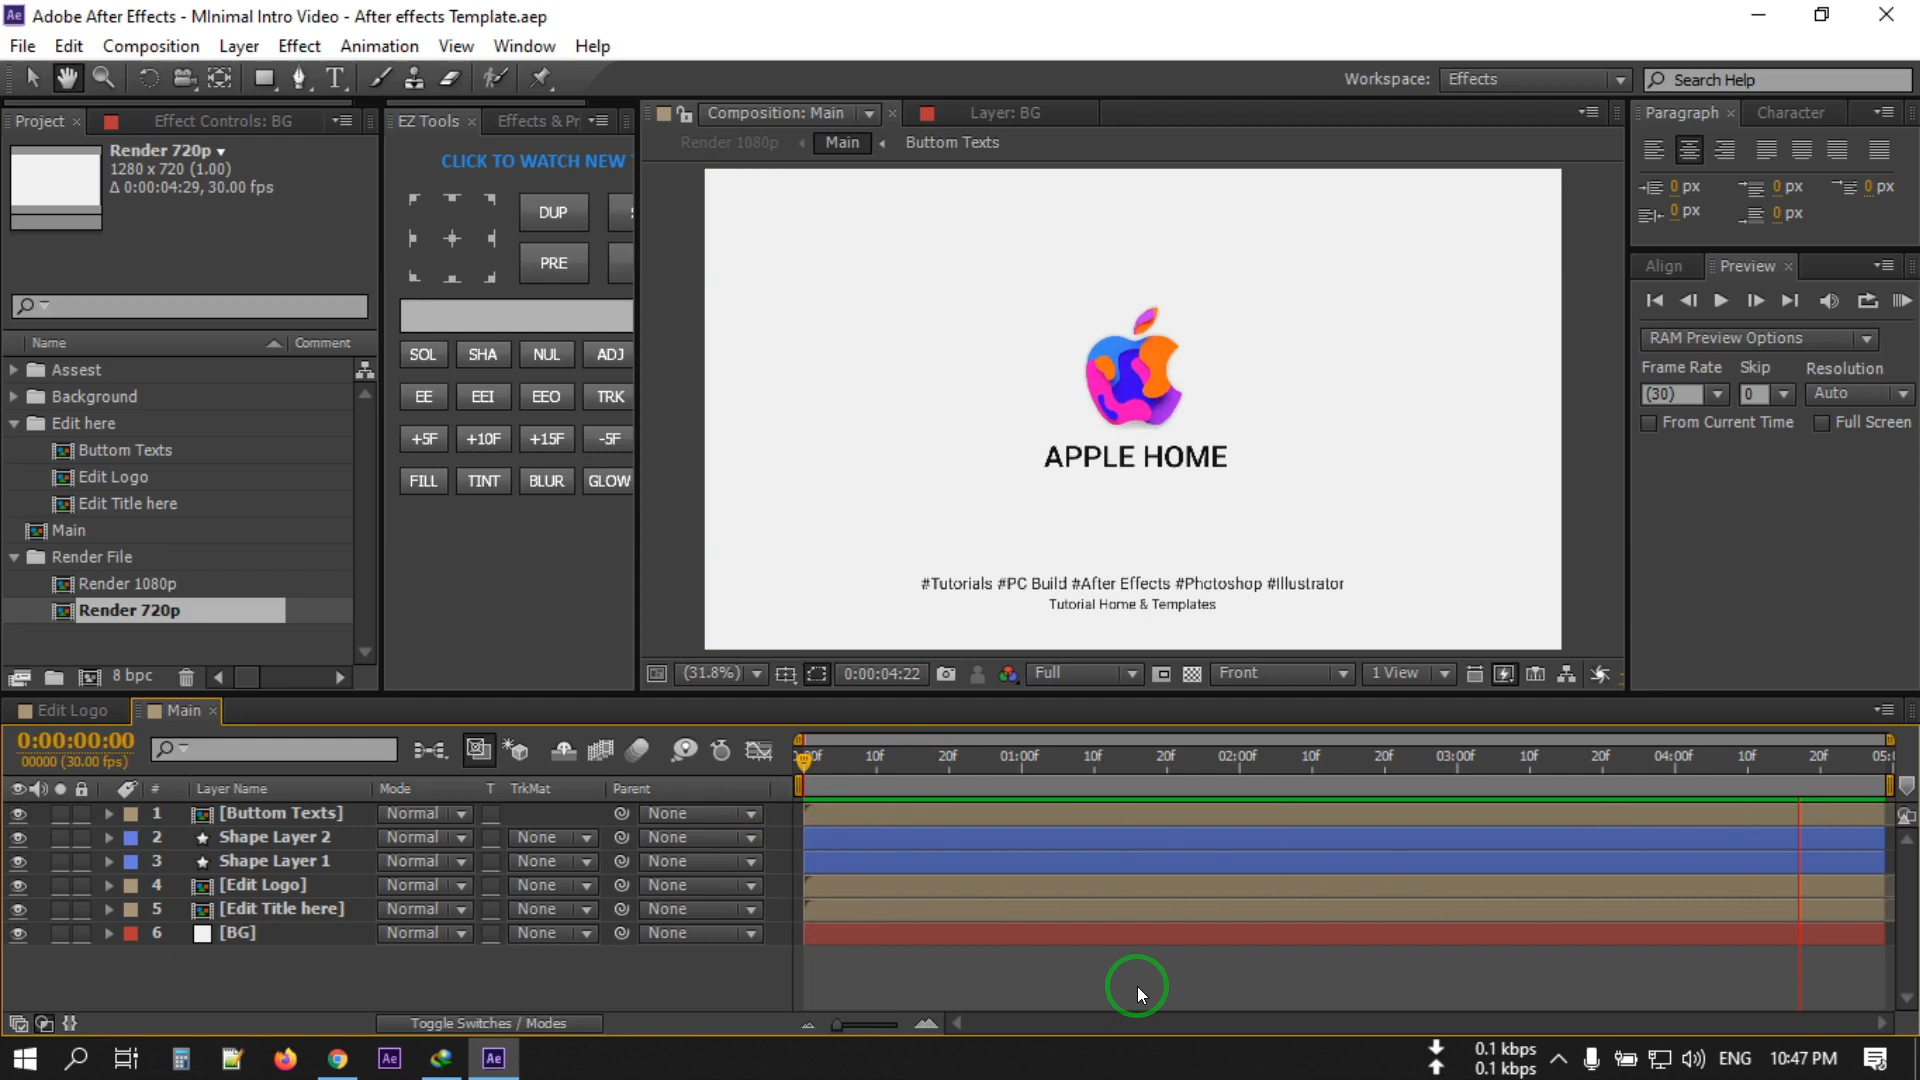 Adobe After Effects - MInimal Intro Video - After effects Template.aep
File Edit Composition Layer Effect Animation View Window Help
Workspace: Effects Search Help
Project Effect Controls: BG
Render 720p
1280 x 720 (1.00)
Δ 0:00:04:29, 30.00 fps
Name Comment
Assest
Background
Edit here
Buttom Texts
Edit Logo
Edit Title here
Main
Render File
Render 1080p
Render 720p
8 bpc
EZ Tools Effects & Pr
CLICK TO WATCH NEW
DUP
PRE
SOL SHA NUL ADJ
EE EEI EEO TRK
+5F +10F +15F -5F
FILL TINT BLUR GLOW
Composition: Main Layer: BG
Render 1080p Main Buttom Texts
APPLE HOME
#Tutorials #PC Build #After Effects #Photoshop #Illustrator
Tutorial Home & Templates
(31.8%) 0:00:04:22 Full Front 1 View
Paragraph Character
0 px 0 px 0 px
0 px 0 px
Align Preview
RAM Preview Options
Frame Rate Skip Resolution
(30) 0 Auto
From Current Time Full Screen
Edit Logo Main
0:00:00:00
00000 (30.00 fps)
10f 20f 01:00f 10f 20f 02:00f 10f 20f 03:00f 10f 20f 04:00f 10f 20f
# Layer Name Mode T TrkMat Parent
1 [Buttom Texts] Normal None
2 Shape Layer 2 Normal None None
3 Shape Layer 1 Normal None None
4 [Edit Logo] Normal None None
5 [Edit Title here] Normal None None
6 [BG] Normal None None
Toggle Switches / Modes
0.1 kbps
0.1 kbps
ENG 10:47 PM